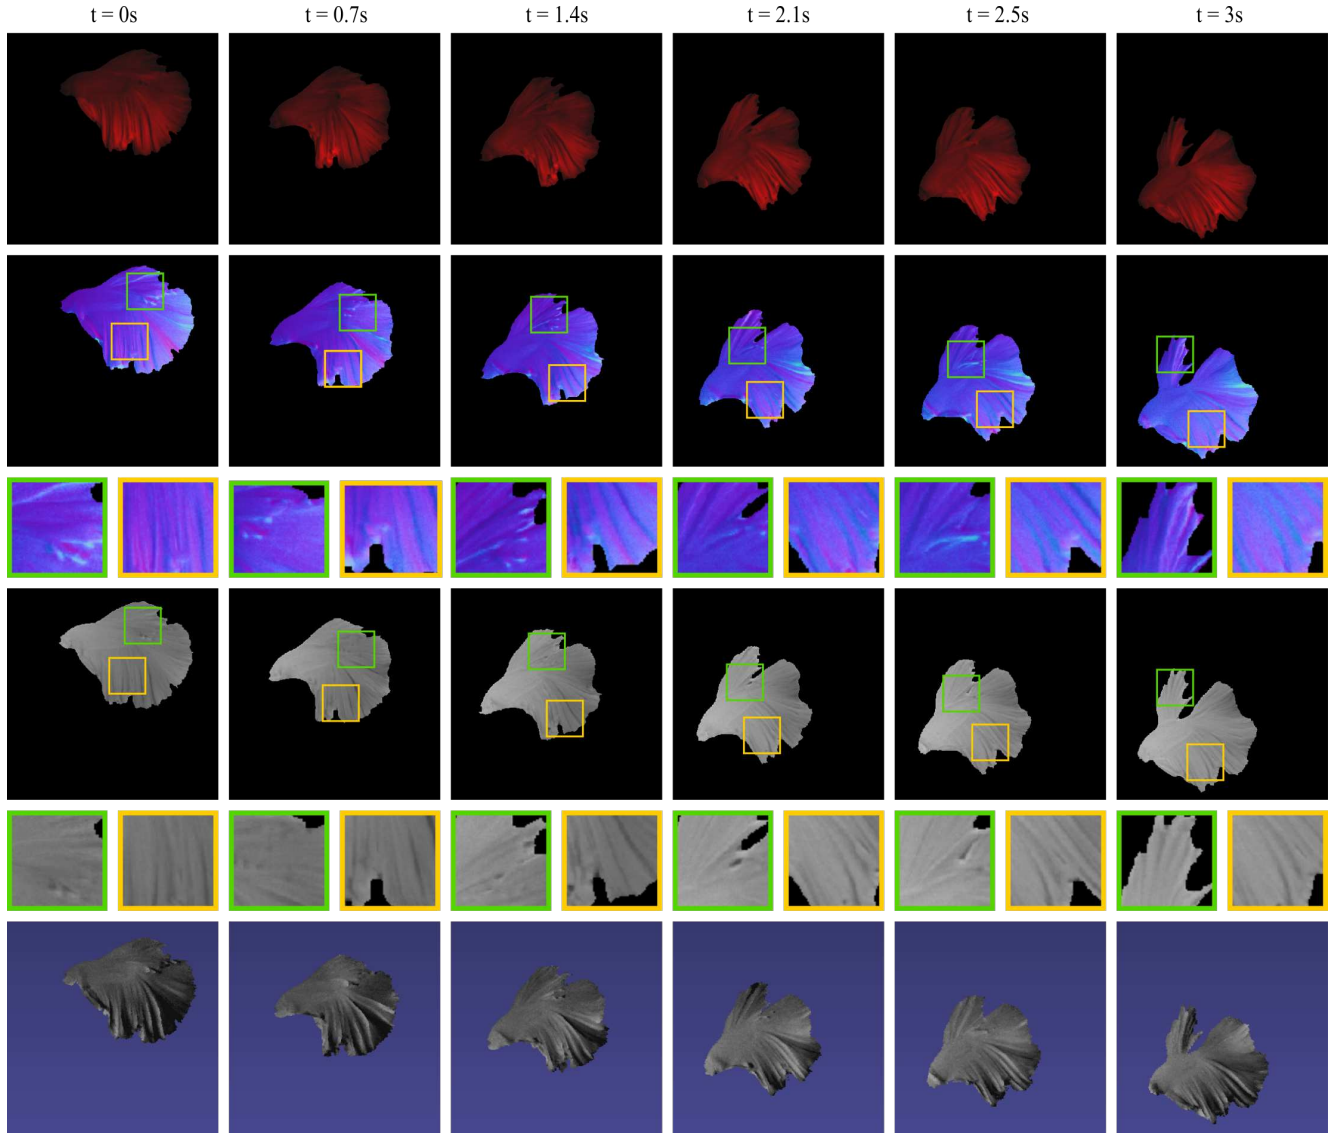 t = 0s t = 0.7s t = 1.4s t = 2.1s t = 2.5s t = 3s